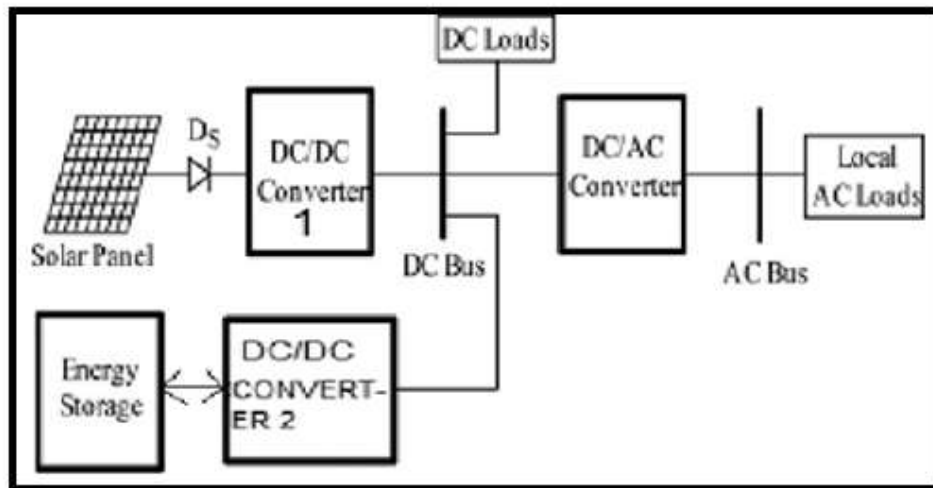 DC Loads
DS
DC/DC
Converter
1
DC/AC
Converter
Local
AC Loads
Solar Panel
DC Bus
AC Bus
Energy
Storage
DC/DC
CONVERT-
ER 2